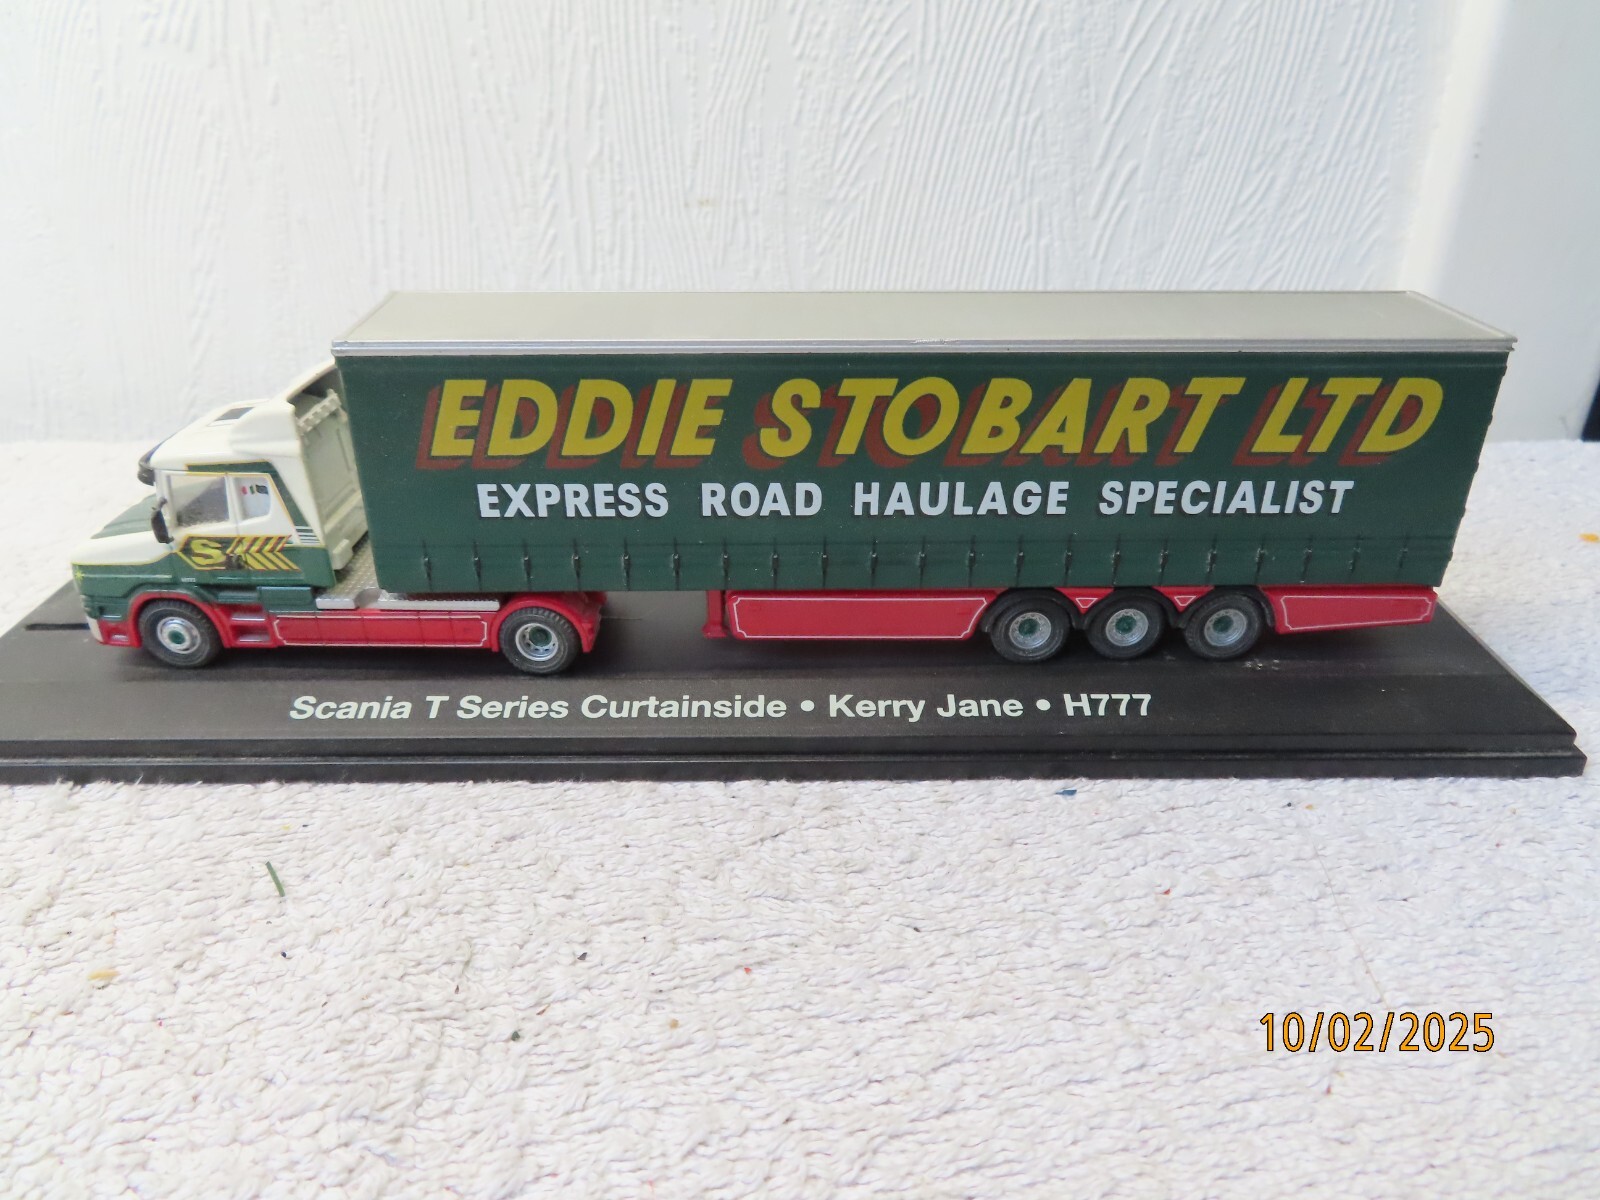 EDDIE STOBART LTD
EXPRESS ROAD HAULAGE SPECIALIST
S
Scania T Series Curtainside • Kerry Jane • H777
10/02/2025